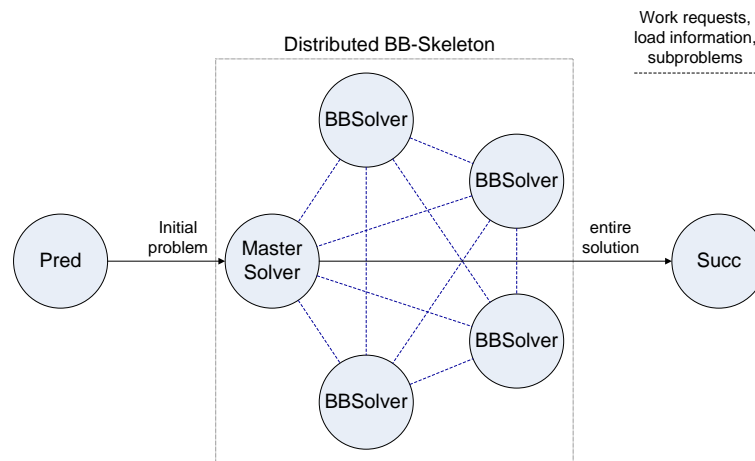 Work requests,
load information,
subproblems
Distributed BB-Skeleton
BBSolver
BBSolver
Initial
problem
entire
solution
Pred
Master
Solver
Succ
BBSolver
BBSolver